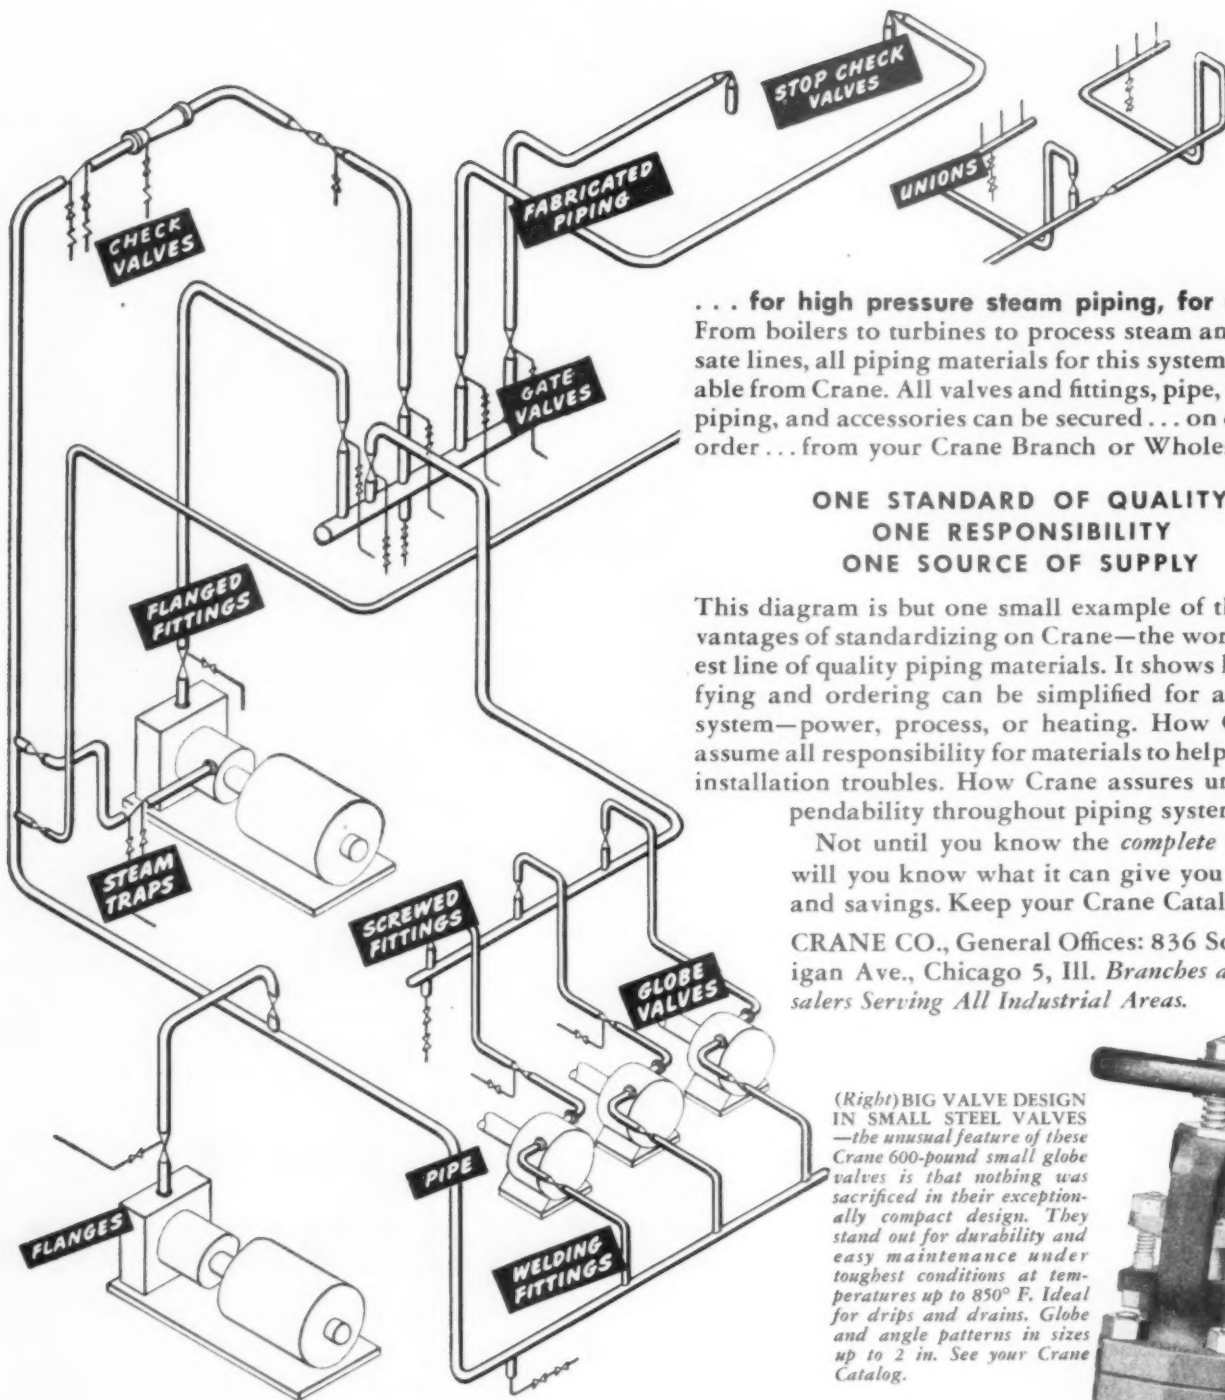 STOP CHECK
VALVES
UNIONS
FABRICATED
PIPING
CHECK
VALVES
GATE
VALVES
. . . for high pressure steam piping, for
From boilers to turbines to process steam an
sate lines, all piping materials for this system
able from Crane. All valves and fittings, pipe,
piping, and accessories can be secured . . . on
order . . . from your Crane Branch or Whole
ONE STANDARD OF QUALITY
ONE RESPONSIBILITY
ONE SOURCE OF SUPPLY
FLANGED
FITTINGS
This diagram is but one small example of th
vantages of standardizing on Crane—the wor
est line of quality piping materials. It shows
fying and ordering can be simplified for a
system—power, process, or heating. How
assume all responsibility for materials to help
installation troubles. How Crane assures un
pendability throughout piping system
Not until you know the complete
will you know what it can give you
and savings. Keep your Crane Catal
CRANE CO., General Offices: 836 So
igan Ave., Chicago 5, Ill. Branches a
salers Serving All Industrial Areas.
STEAM
TRAPS
SCREWED
FITTINGS
GLOBE
VALVES
PIPE
FLANGES
WELDING
FITTINGS
(Right) BIG VALVE DESIGN
IN SMALL STEEL VALVES
—the unusual feature of these
Crane 600-pound small globe
valves is that nothing was
sacrificed in their exception-
ally compact design. They
stand out for durability and
easy maintenance under
toughest conditions at tem-
peratures up to 850° F. Ideal
for drips and drains. Globe
and angle patterns in sizes
up to 2 in. See your Crane
Catalog.